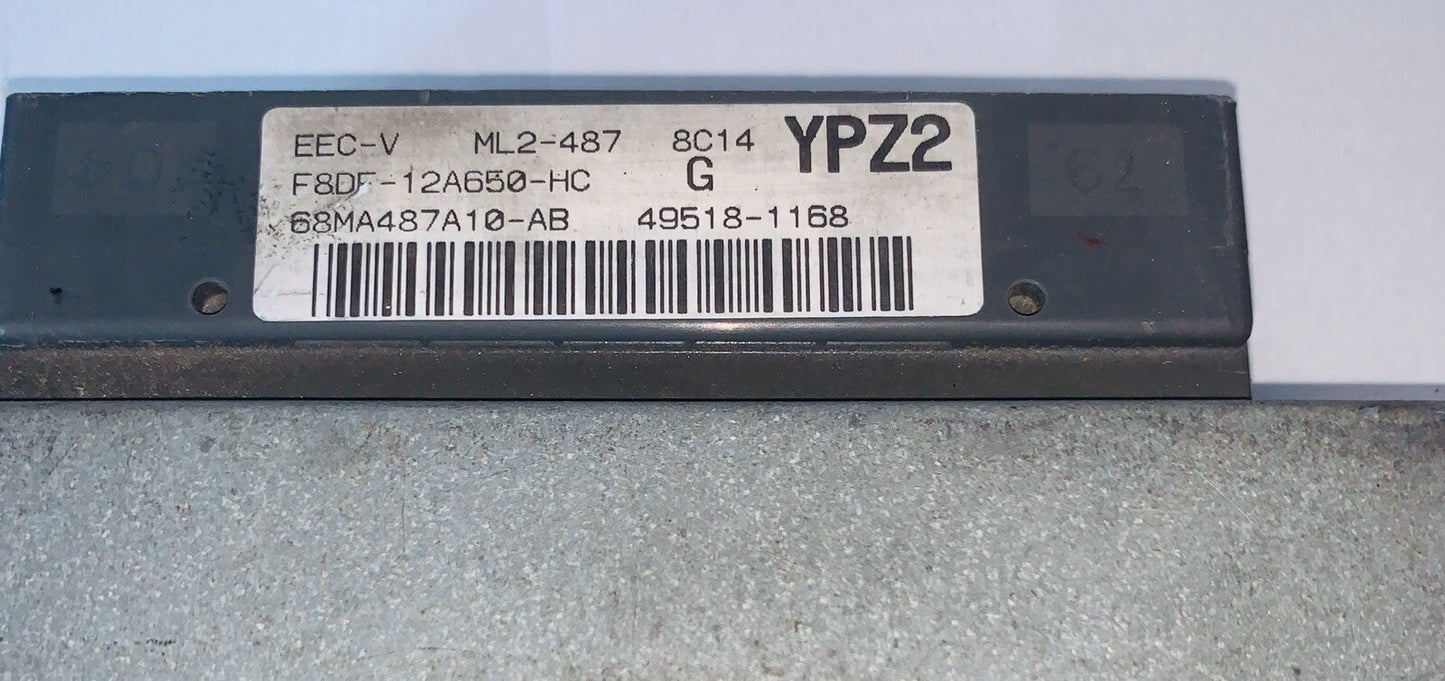 EEC-V ML2-487 8C14 YPZ2
F8DF-12A650-HC G
68MA487A10-AB 49518-1168